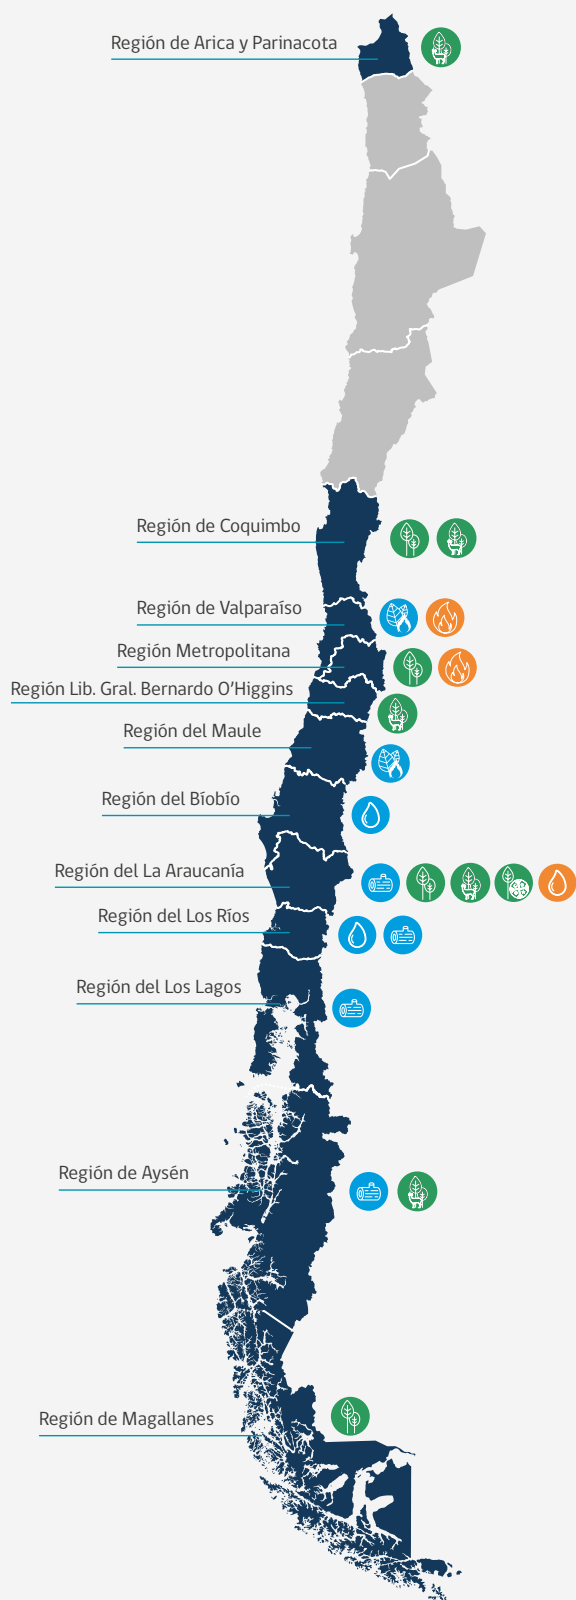 Región de Arica y Parinacota
Región de Coquimbo
Región de Valparaíso
Región Metropolitana
Región Lib. Gral. Bernardo O'Higgins
Región del Maule
Región del Bíobío
Región del La Araucanía
Región del Los Ríos
Región del Los Lagos
Región de Aysén
Región de Magallanes